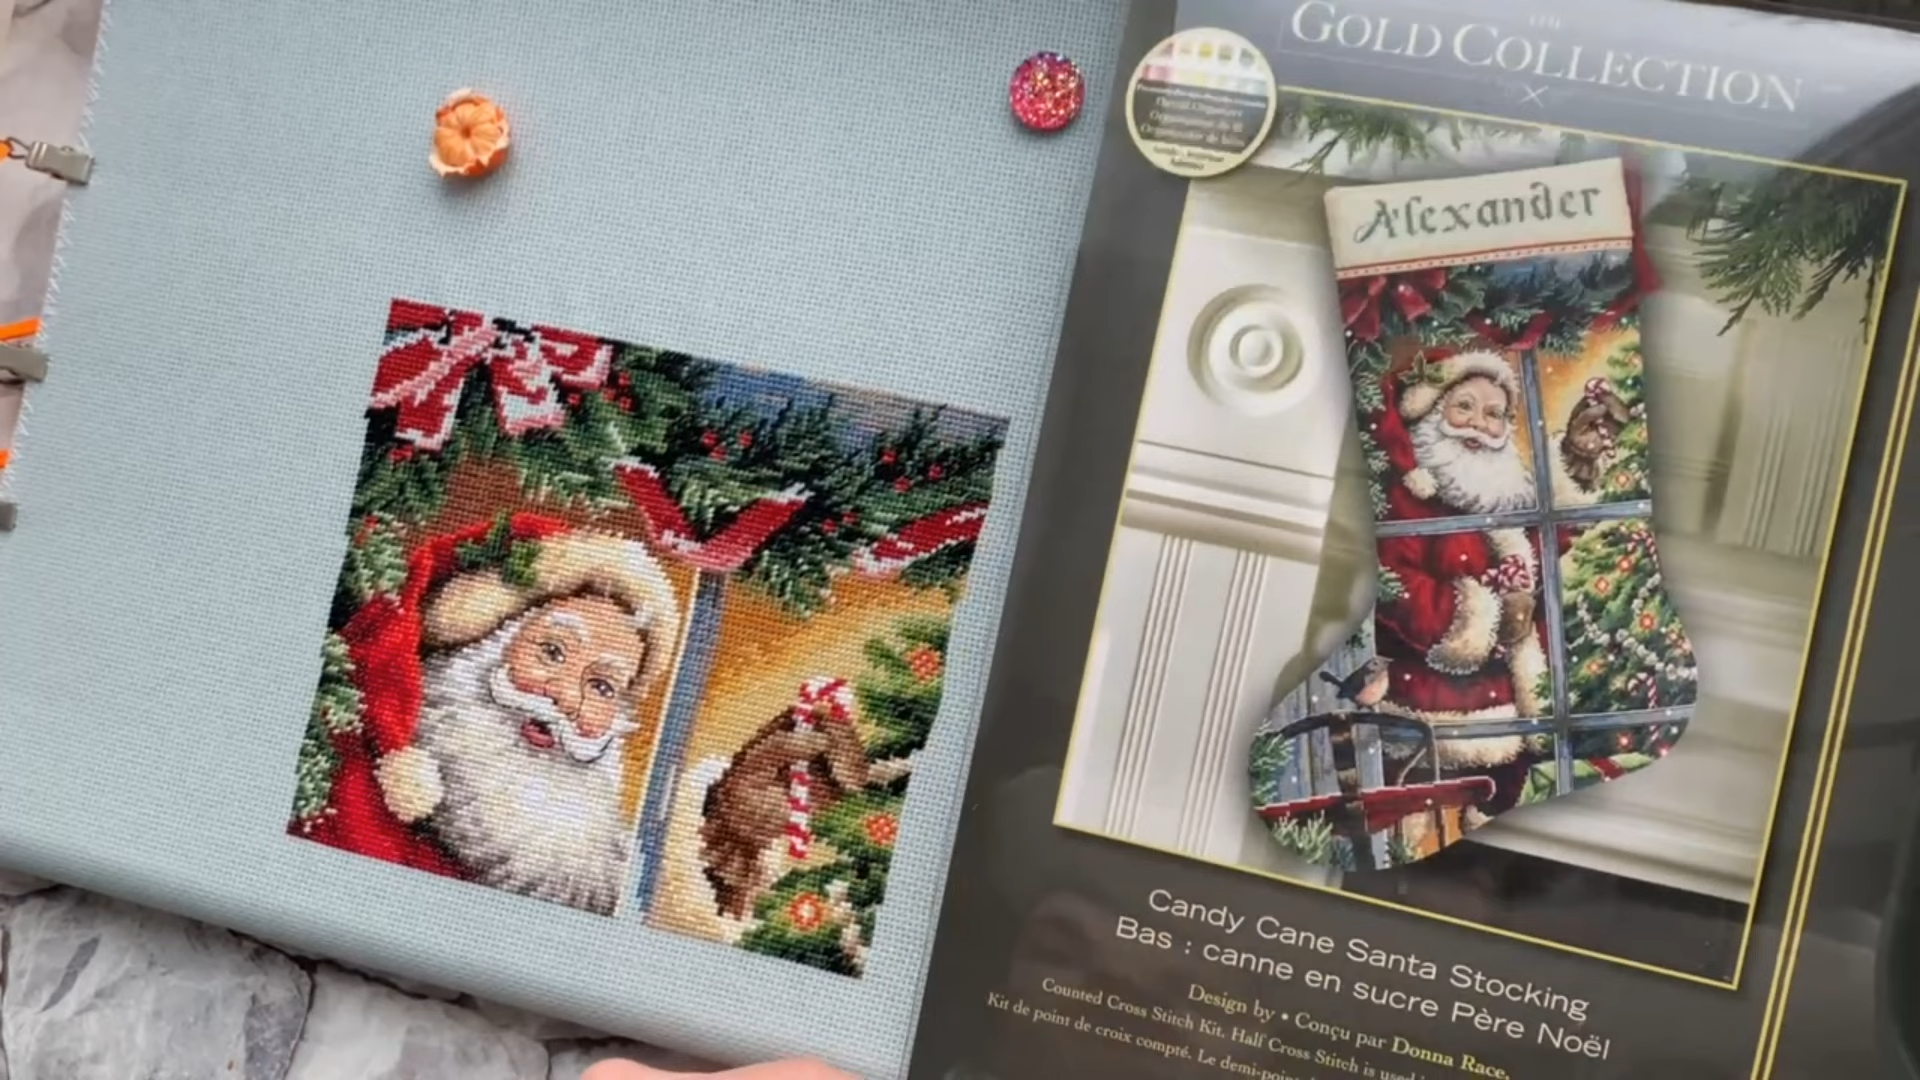 THE
GOLD COLLECTION
Alexander
Candy Cane Santa Stocking
Bas : canne en sucre Père Noël
Design by • Conçu par Donna Race,
Counted Cross Stitch Kit. Half Cross Stitch is used
Kit de point de croix compté. Le demi-point